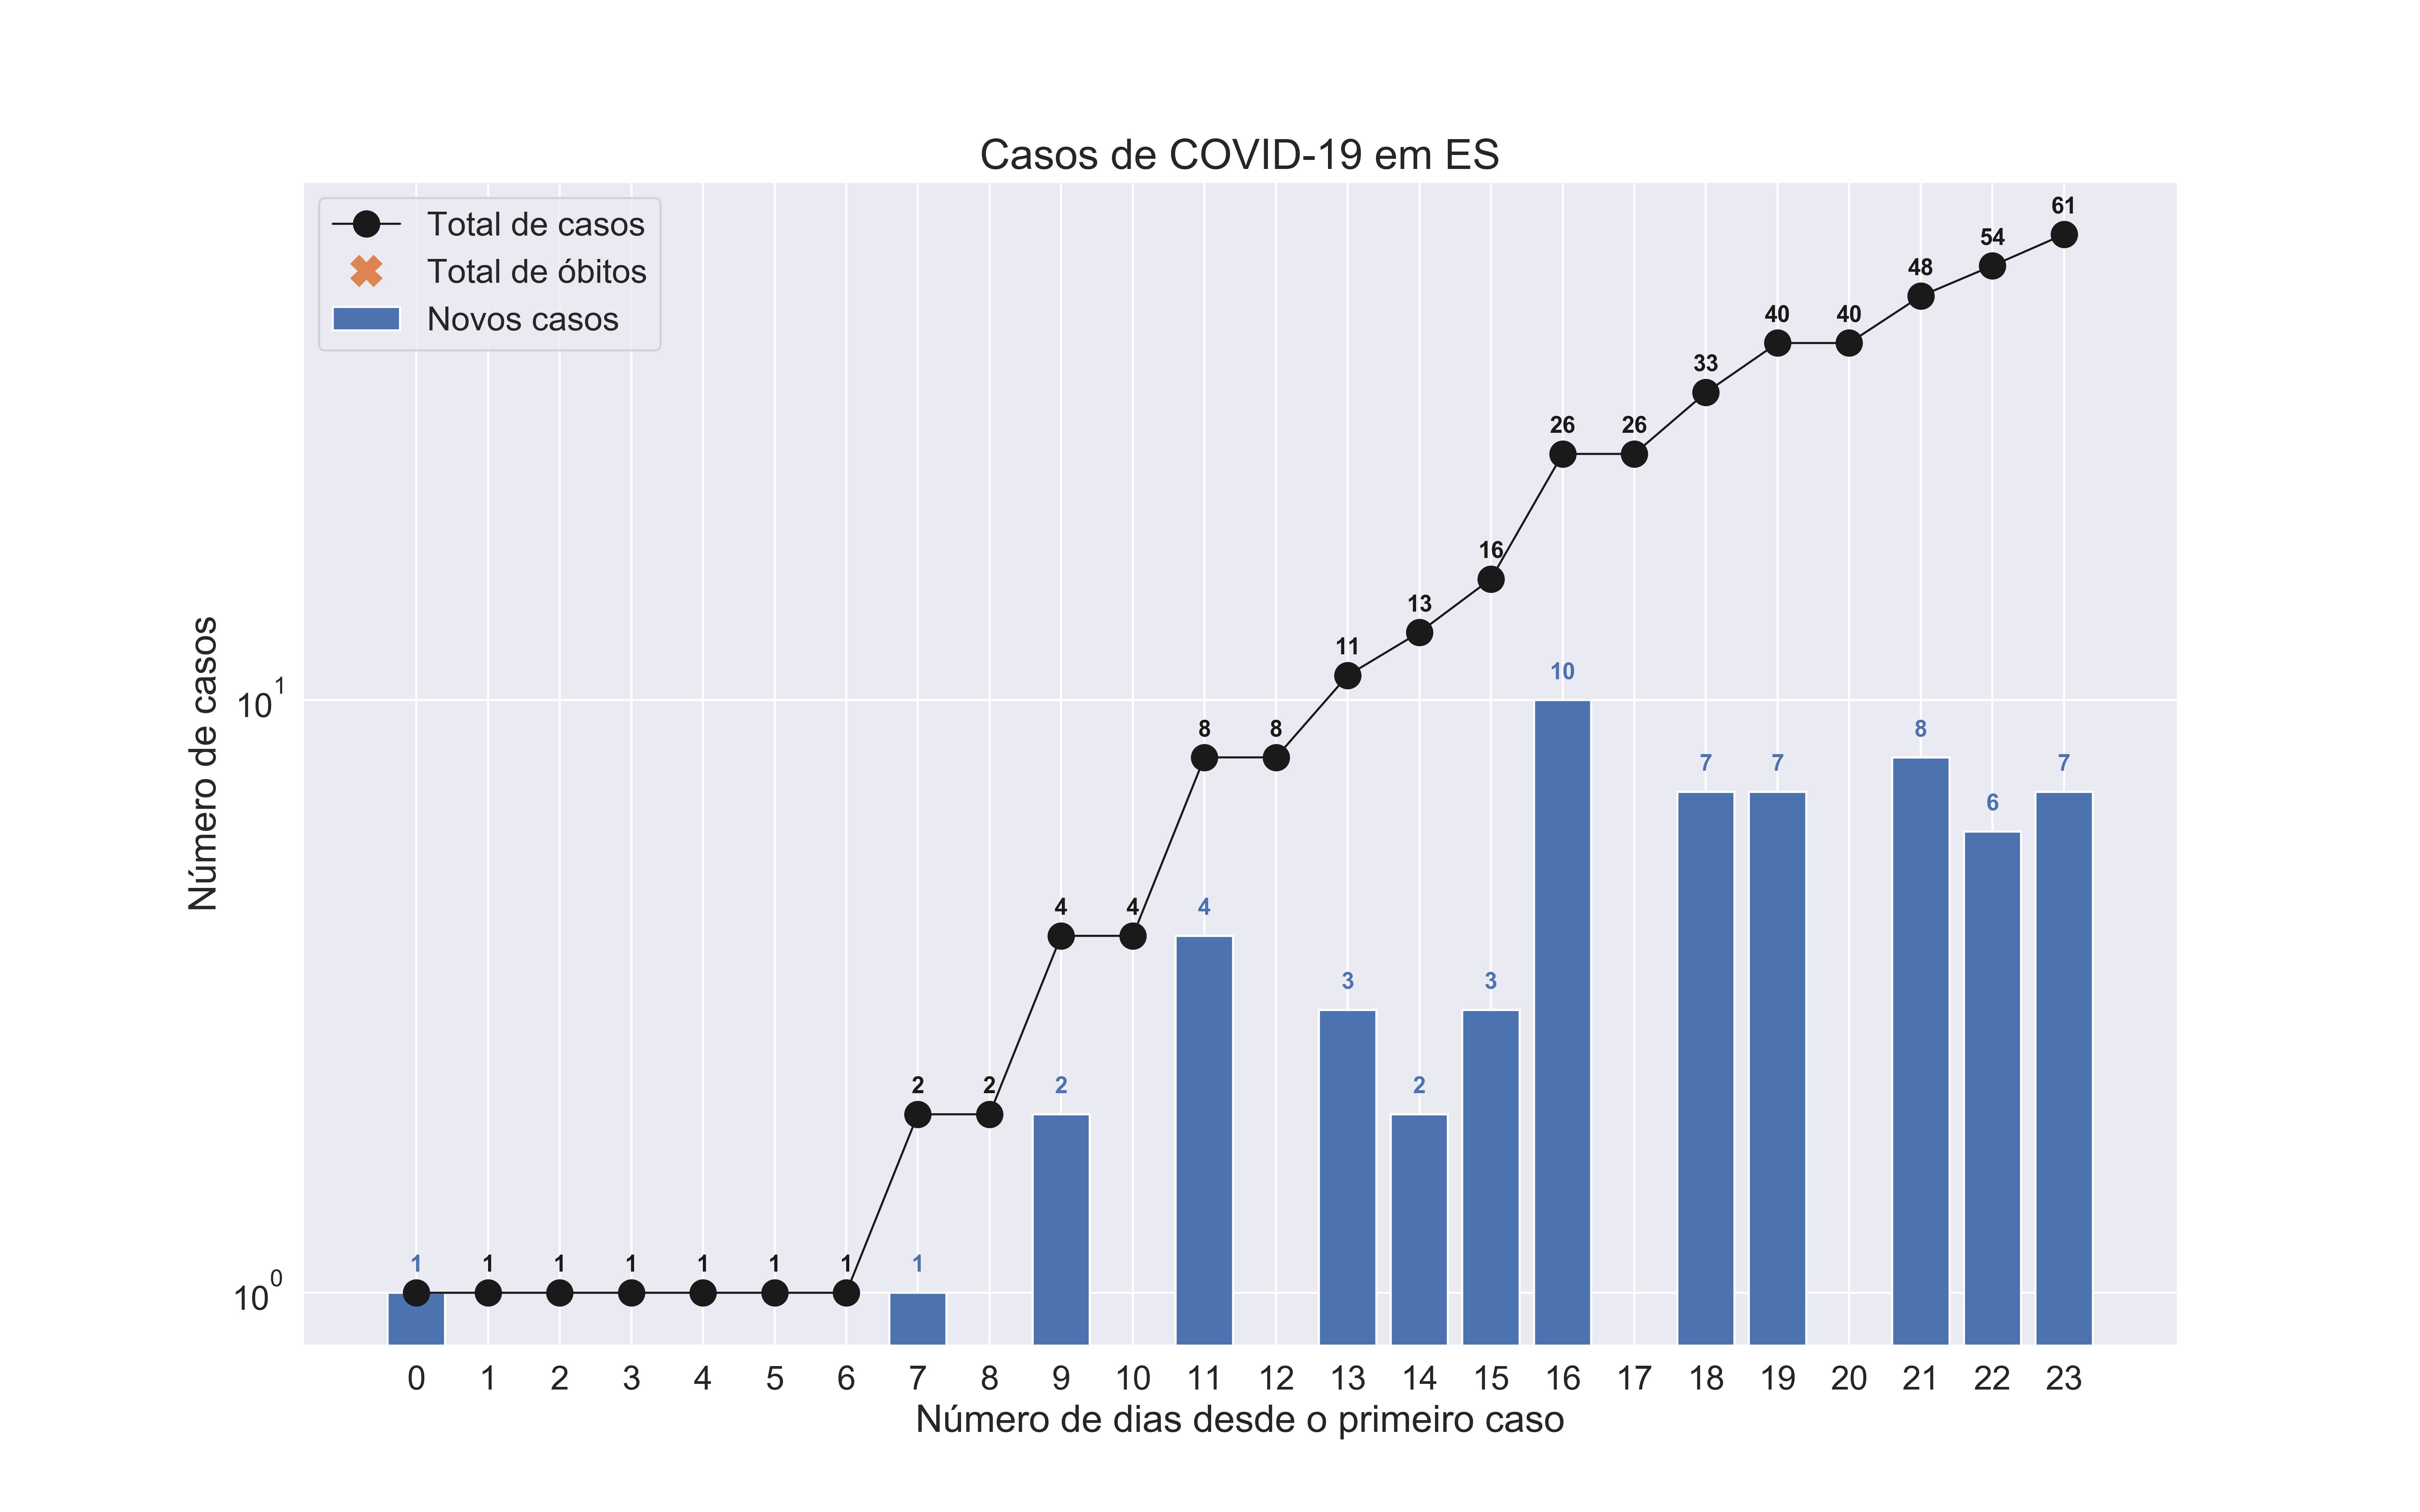 Casos de COVID-19 em ES
Total de casos
Total de óbitos
Novos casos
Número de casos
10^1
10^0
1 1 1 1 1 1 1 2 2 4 4 8 8 11 13 16 26 26 33 40 40 48 54 61
1 2 4 3 2 3 10 7 7 8 6 7
0 1 2 3 4 5 6 7 8 9 10 11 12 13 14 15 16 17 18 19 20 21 22 23
Número de dias desde o primeiro caso